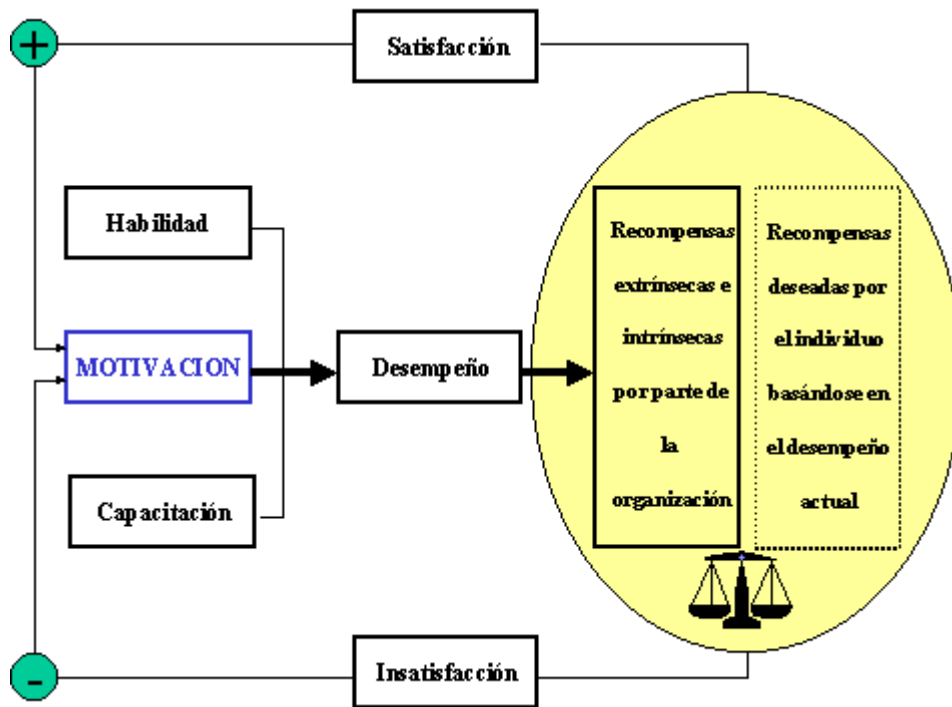 +
Satisfacción
Habilidad
MOTIVACION
Capacitación
Desempeño
Recompensas
extrínsecas e
intrínsecas
por parte de
la
organización
Recompensas
deseadas por
el individuo
basándose en
el desempeño
actual
-
Insatisfacción